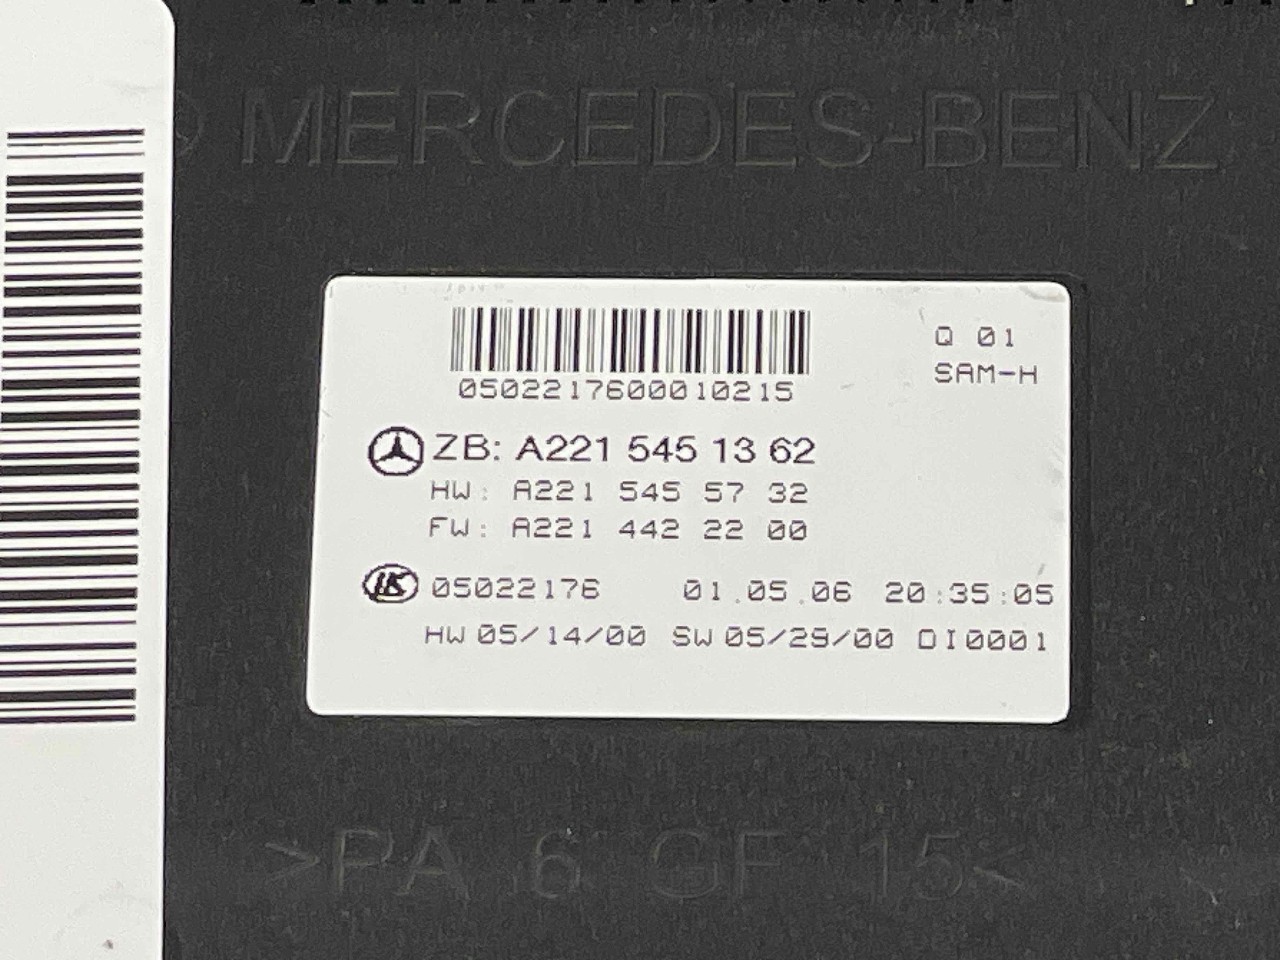 MERCEDES-BENZ
Q 01
SAM-H
0502217600010215
ZB: A221 545 13 62
HW: A221 545 57 32
FW: A221 442 22 00
05022176 01.05.06 20:35:05
HW 05/14/00 SW 05/29/00 DI0001
>PA 6 GF 15<